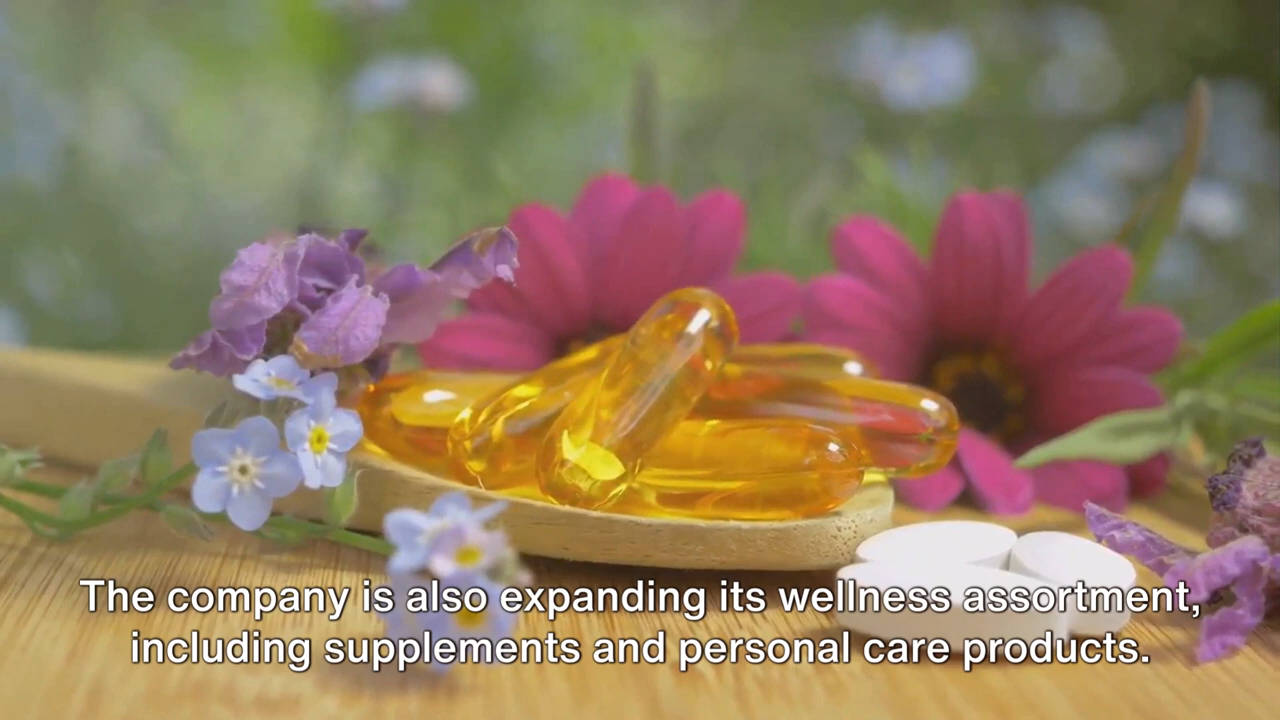 The company is also expanding its wellness assortment,
including supplements and personal care products.